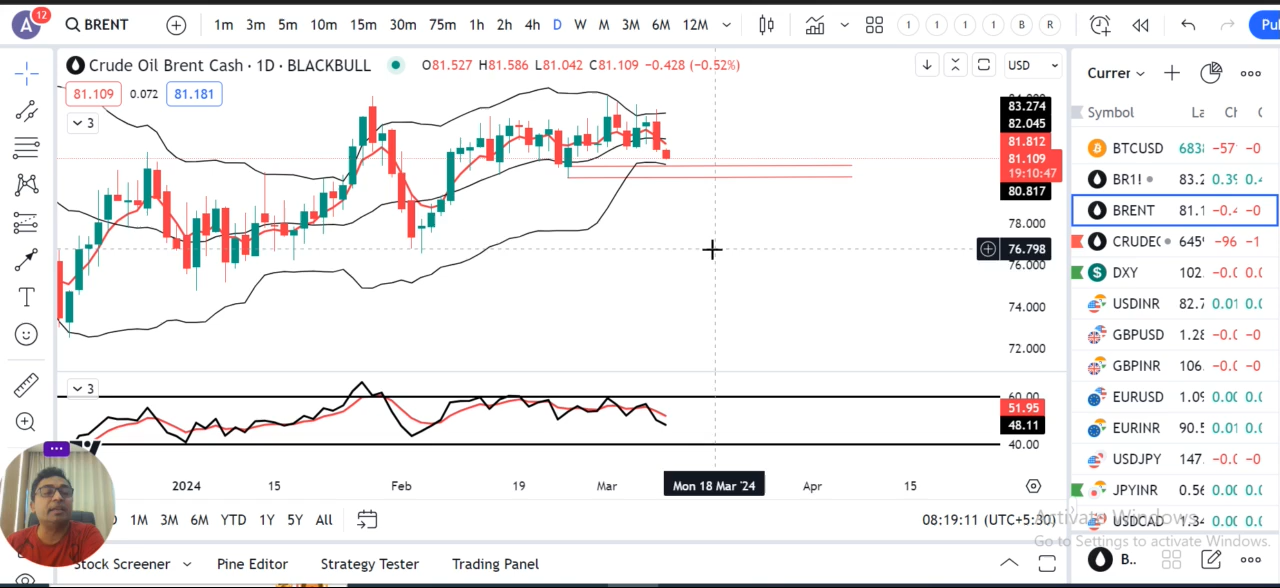 A 12 BRENT 1m 3m 5m 10m 15m 30m 75m 1h 2h 4h D W M 3M 6M 12M 1 1 1 1 B R Pu
Crude Oil Brent Cash · 1D · BLACKBULL O81.527 H81.586 L81.042 C81.109 −0.428 (−0.52%) USD
81.109 0.072 81.181
3
83.274
82.045
81.812
81.109
19:10:47
80.817
78.000
76.798
76.000
74.000
72.000
3
60.00
51.95
48.11
40.00
2024 15 Feb 19 Mar Mon 18 Mar '24 Apr 15
1M 3M 6M YTD 1Y 5Y All 08:19:11 (UTC+5:30)
Stock Screener Pine Editor Strategy Tester Trading Panel
Curren
Symbol La Ch
BTCUSD 683 −57 −0
BR1! 83.2 0.39 0.4
BRENT 81.1 −0.4 −0
CRUDEO 645 −96 −1
DXY 102. −0.0 0.0
USDINR 82.7 0.01 0.0
GBPUSD 1.28 −0.0 −0
GBPINR 106. −0.0 −0
EURUSD 1.09 0.00 0.0
EURINR 90.5 0.01 0.0
USDJPY 147. −0.0 −0
JPYINR 0.56 0.00 0.0
USDCAD 1.34 0.00 0.0
Activate Windows
Go to Settings to activate Windows.
B..